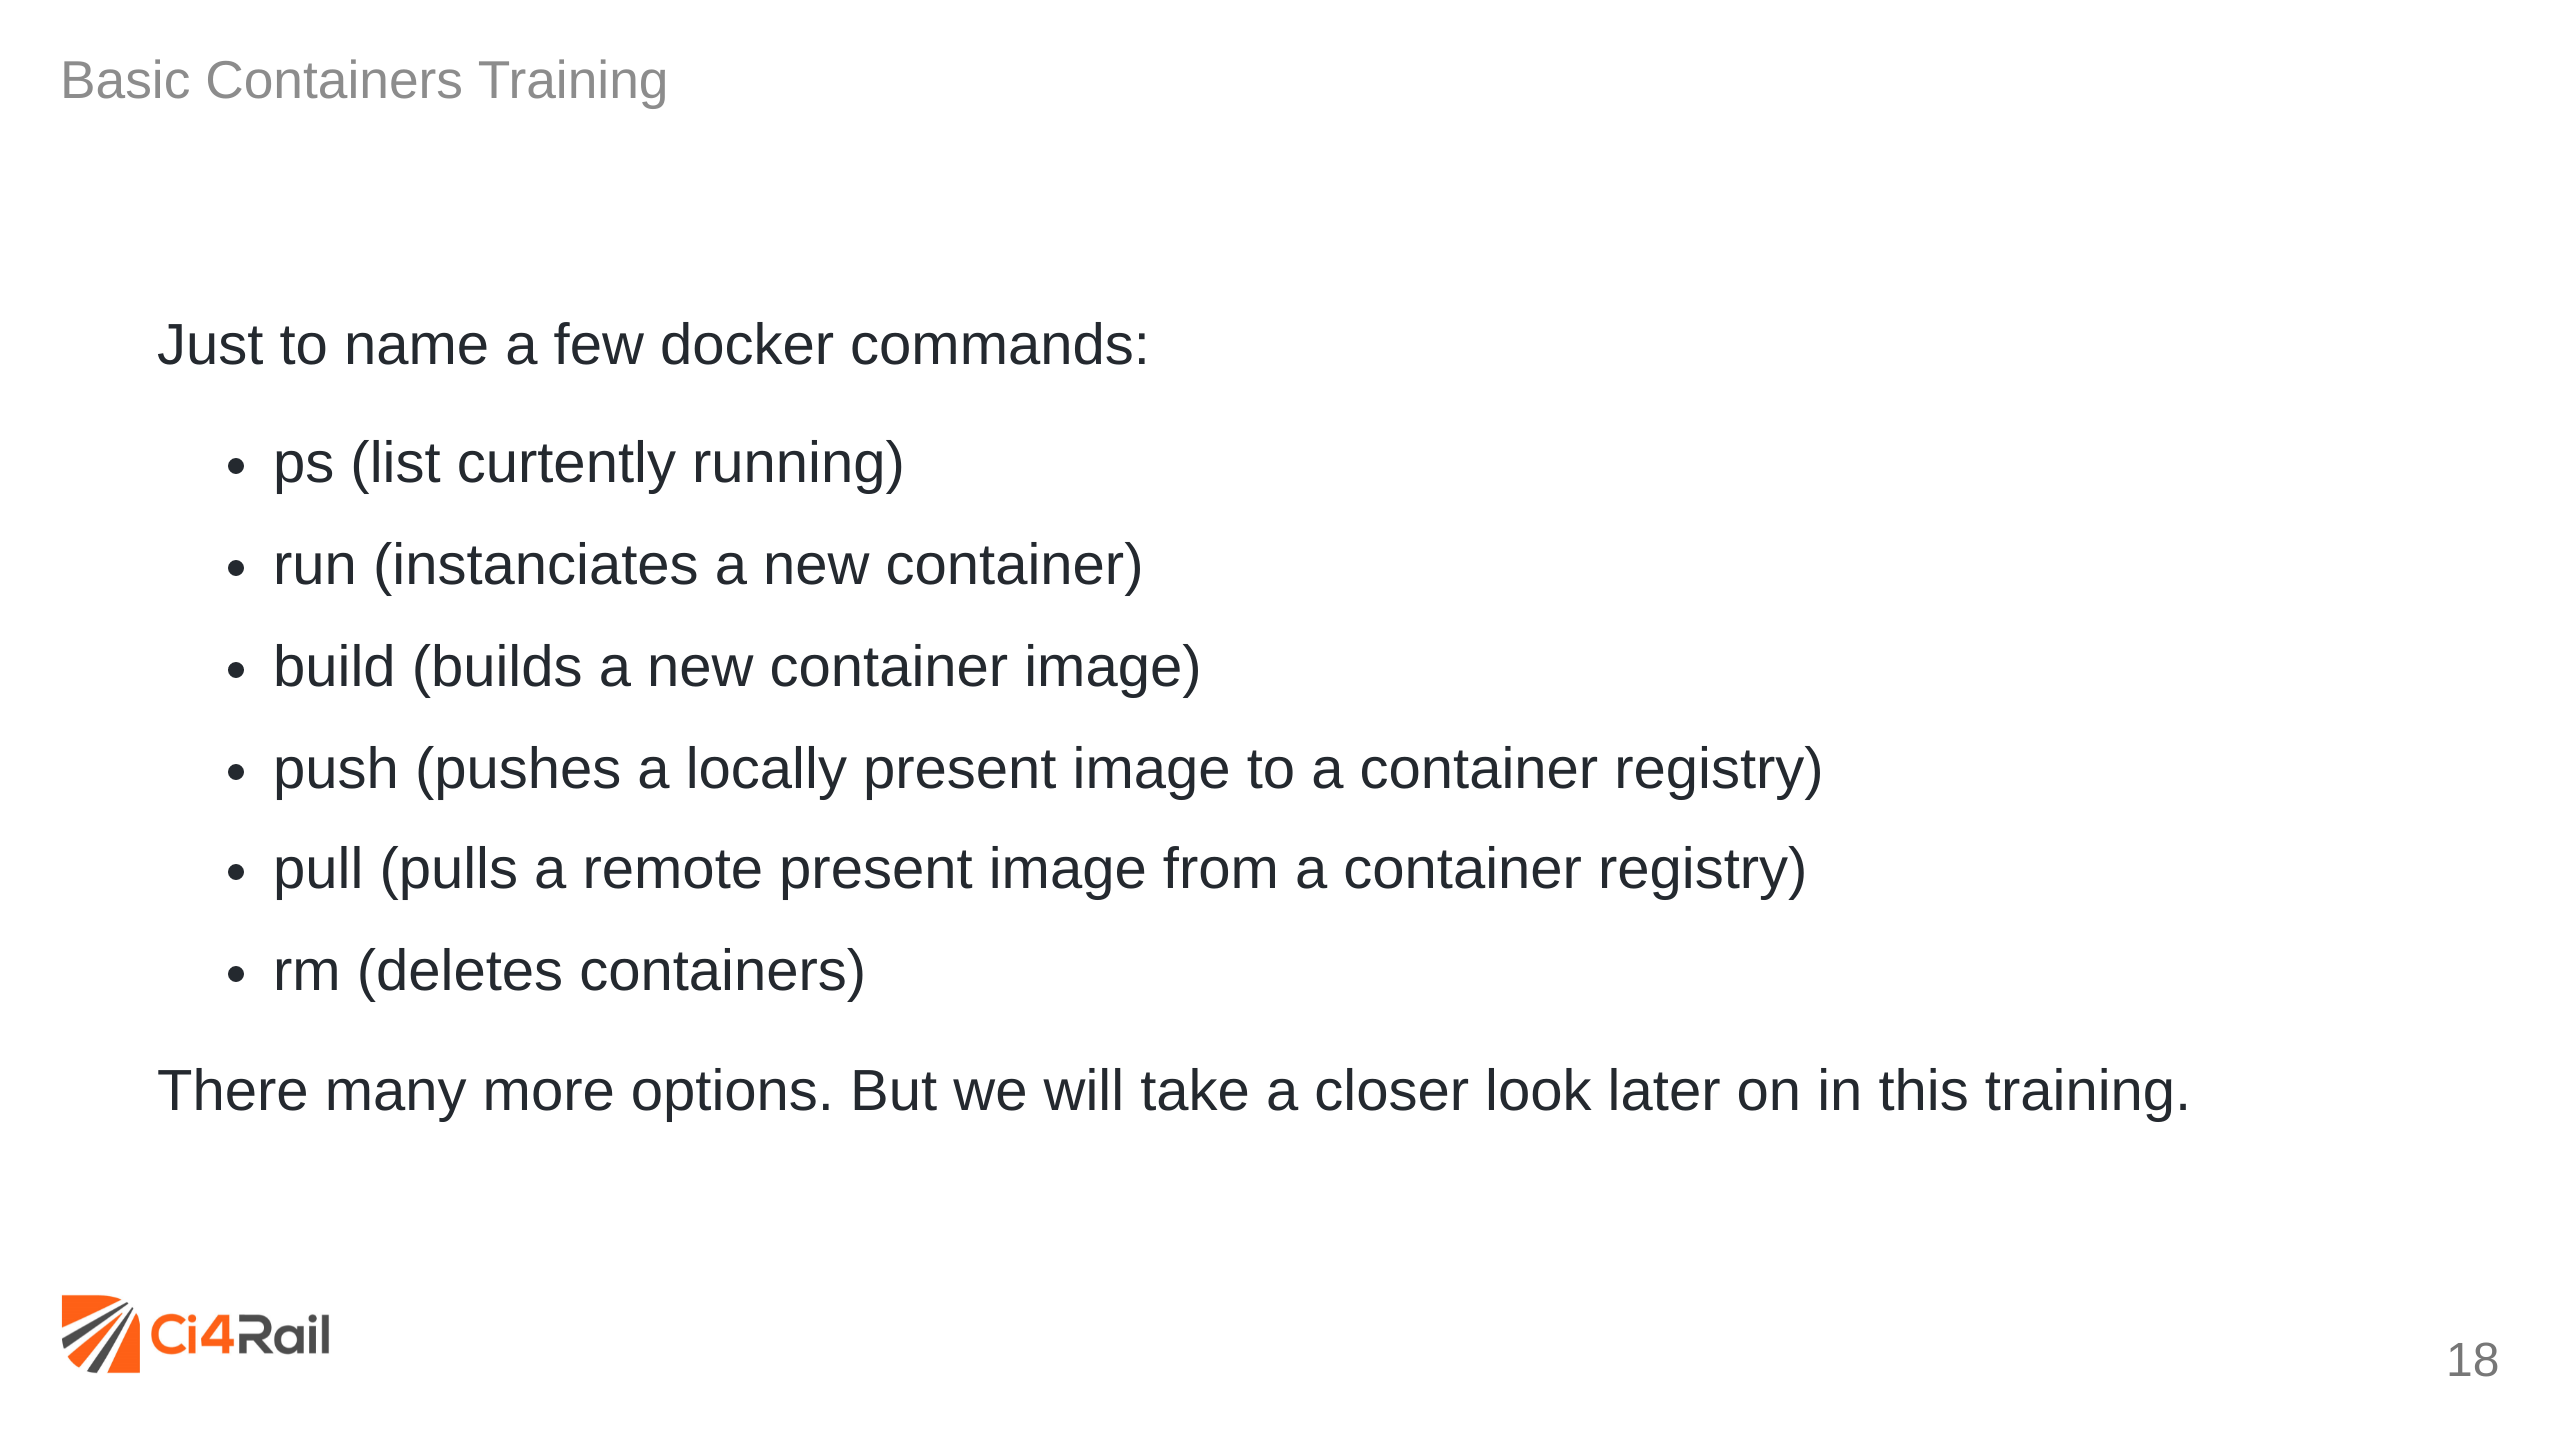 Basic Containers Training
Just to name a few docker commands:
• ps (list curtently running)
• run (instanciates a new container)
• build (builds a new container image)
• push (pushes a locally present image to a container registry)
• pull (pulls a remote present image from a container registry)
• rm (deletes containers)
There many more options. But we will take a closer look later on in this training.
Ci4Rail
18